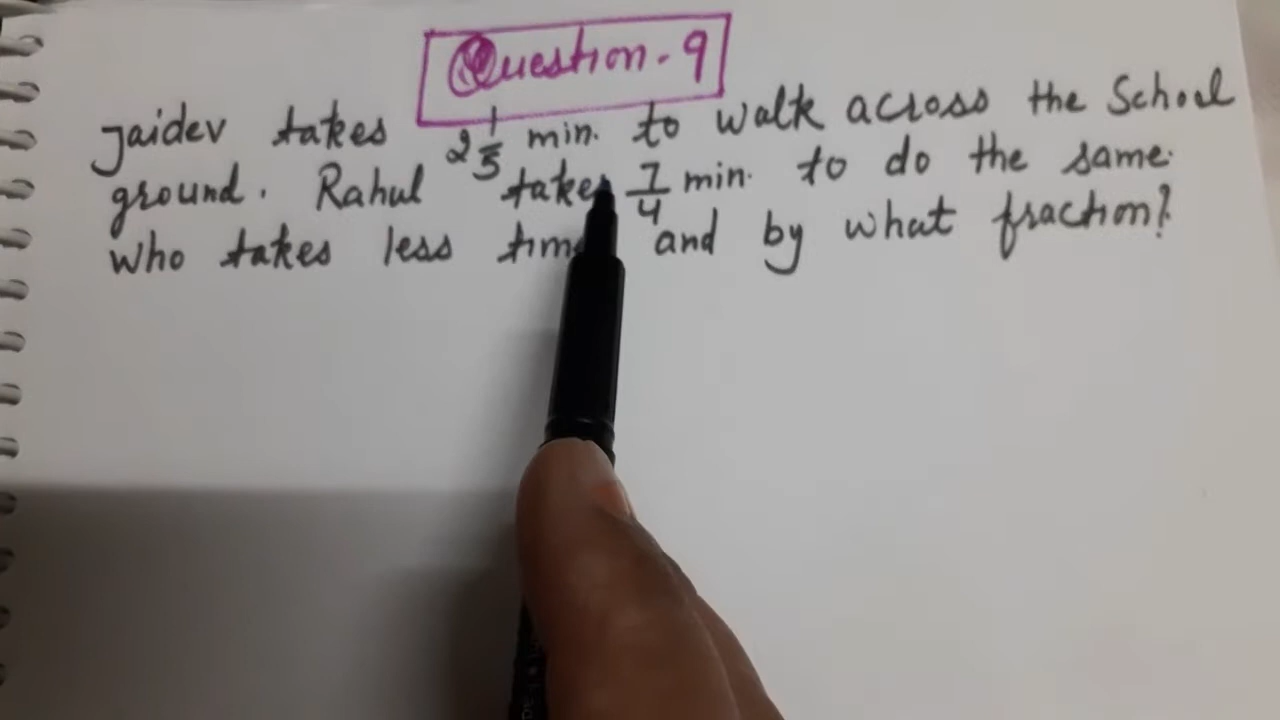 Question-9
Jaidev takes 2 1/5 min. to walk across the School
ground. Rahul takes 7/4 min. to do the same.
Who takes less time and by what fraction?